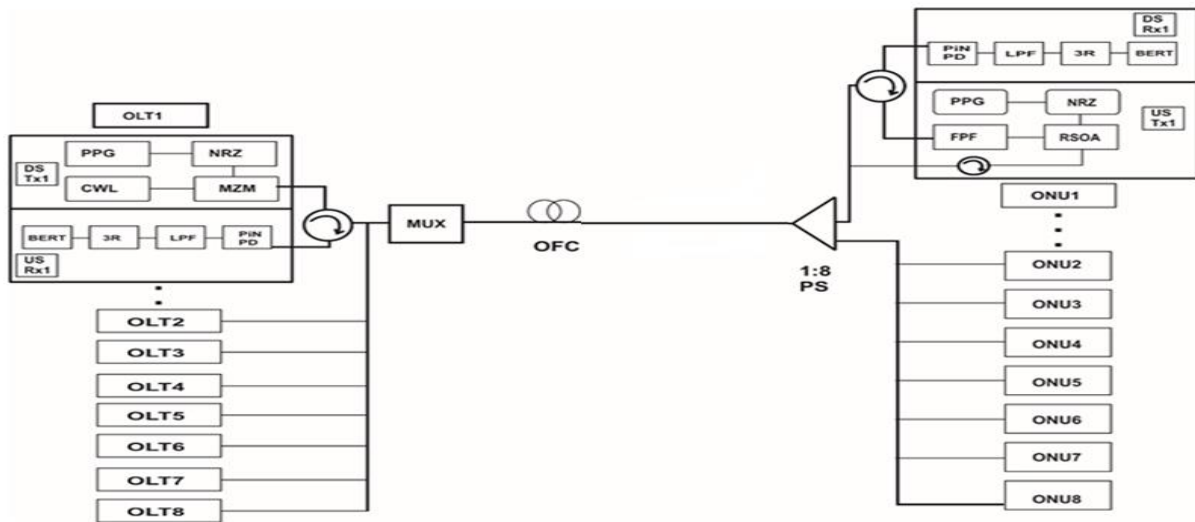 OLT1
PPG
NRZ
DS
Tx1
CWL
MZM
BERT
3R
LPF
PiN
PD
US
Rx1
OLT2
OLT3
OLT4
OLT5
OLT6
OLT7
OLT8
MUX
OFC
1:8
PS
DS
Rx1
PiN
PD
LPF
3R
BERT
PPG
NRZ
US
Tx1
FPF
RSOA
ONU1
ONU2
ONU3
ONU4
ONU5
ONU6
ONU7
ONU8